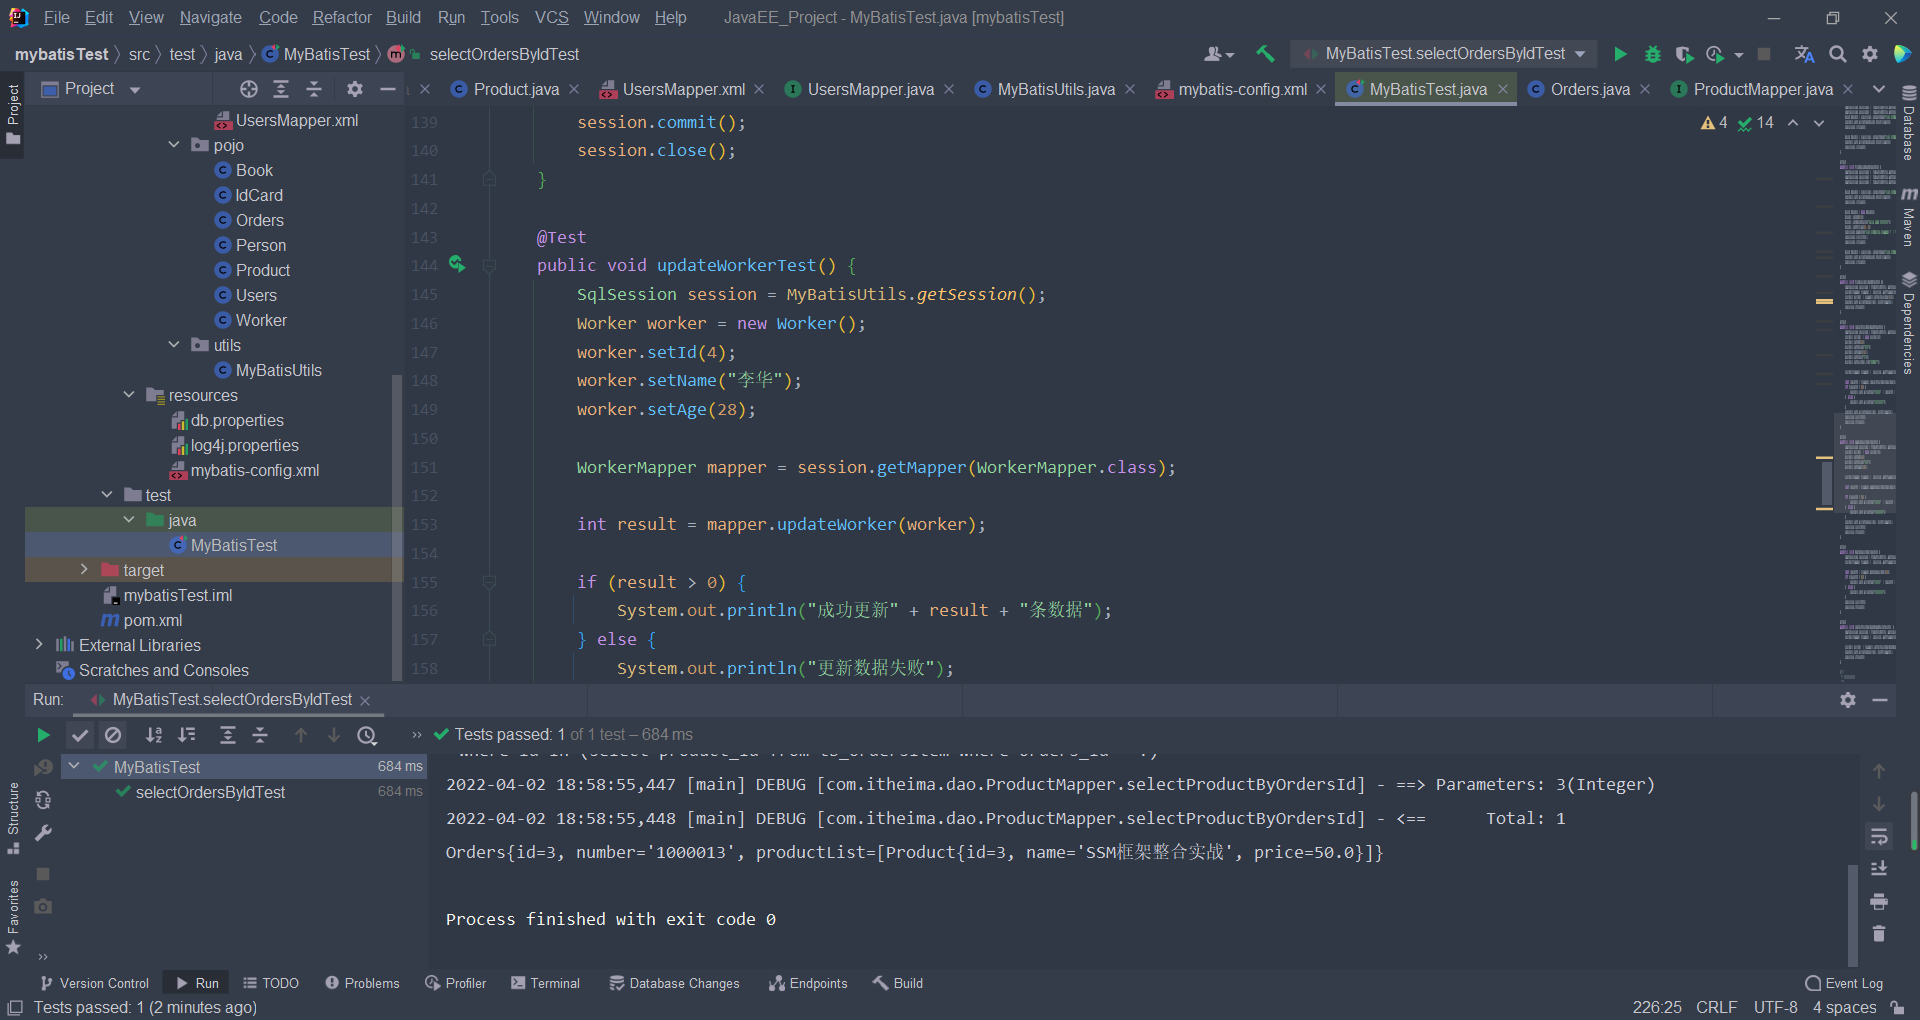 File Edit View Navigate Code Refactor Build Run Tools VCS Window Help JavaEE_Project - MyBatisTest.java [mybatisTest]
mybatisTest src test java MyBatisTest selectOrdersByIdTest MyBatisTest.selectOrdersByIdTest
Project
Product.java UsersMapper.xml UsersMapper.java MyBatisUtils.java mybatis-config.xml MyBatisTest.java Orders.java ProductMapper.java
Project
Structure
Favorites
Database
Maven
Dependencies
4 14
UsersMapper.xml
pojo
Book
IdCard
Orders
Person
Product
Users
Worker
utils
MyBatisUtils
resources
db.properties
log4j.properties
mybatis-config.xml
test
java
MyBatisTest
target
mybatisTest.iml
pom.xml
External Libraries
Scratches and Consoles
139 session.commit();
140 session.close();
141 }
142
143 @Test
144 public void updateWorkerTest() {
145 SqlSession session = MyBatisUtils.getSession();
146 Worker worker = new Worker();
147 worker.setId(4);
148 worker.setName("李华");
149 worker.setAge(28);
150
151 WorkerMapper mapper = session.getMapper(WorkerMapper.class);
152
153 int result = mapper.updateWorker(worker);
154
155 if (result > 0) {
156 System.out.println("成功更新" + result + "条数据");
157 } else {
158 System.out.println("更新数据失败");
Run: MyBatisTest.selectOrdersByIdTest
Tests passed: 1 of 1 test – 684 ms
MyBatisTest 684 ms
selectOrdersByIdTest 684 ms
2022-04-02 18:58:55,447 [main] DEBUG [com.itheima.dao.ProductMapper.selectProductByOrdersId] - ==> Parameters: 3(Integer)
2022-04-02 18:58:55,448 [main] DEBUG [com.itheima.dao.ProductMapper.selectProductByOrdersId] - <== Total: 1
Orders{id=3, number='1000013', productList=[Product{id=3, name='SSM框架整合实战', price=50.0}]}
Process finished with exit code 0
Version Control Run TODO Problems Profiler Terminal Database Changes Endpoints Build Event Log
Tests passed: 1 (2 minutes ago) 226:25 CRLF UTF-8 4 spaces